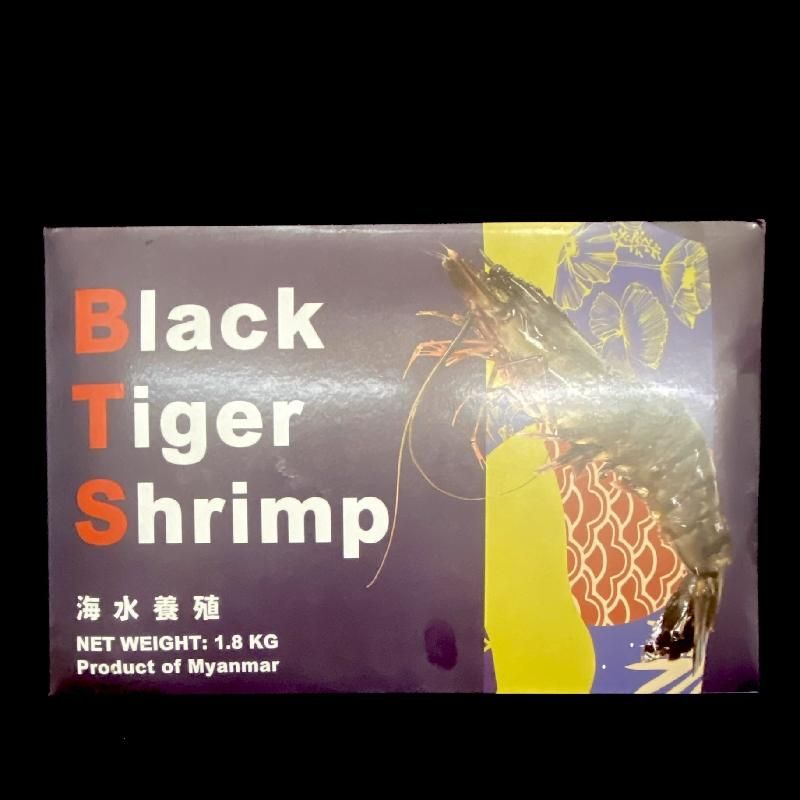 Black
Tiger
Shrimp
海水養殖
NET WEIGHT: 1.8 KG
Product of Myanmar